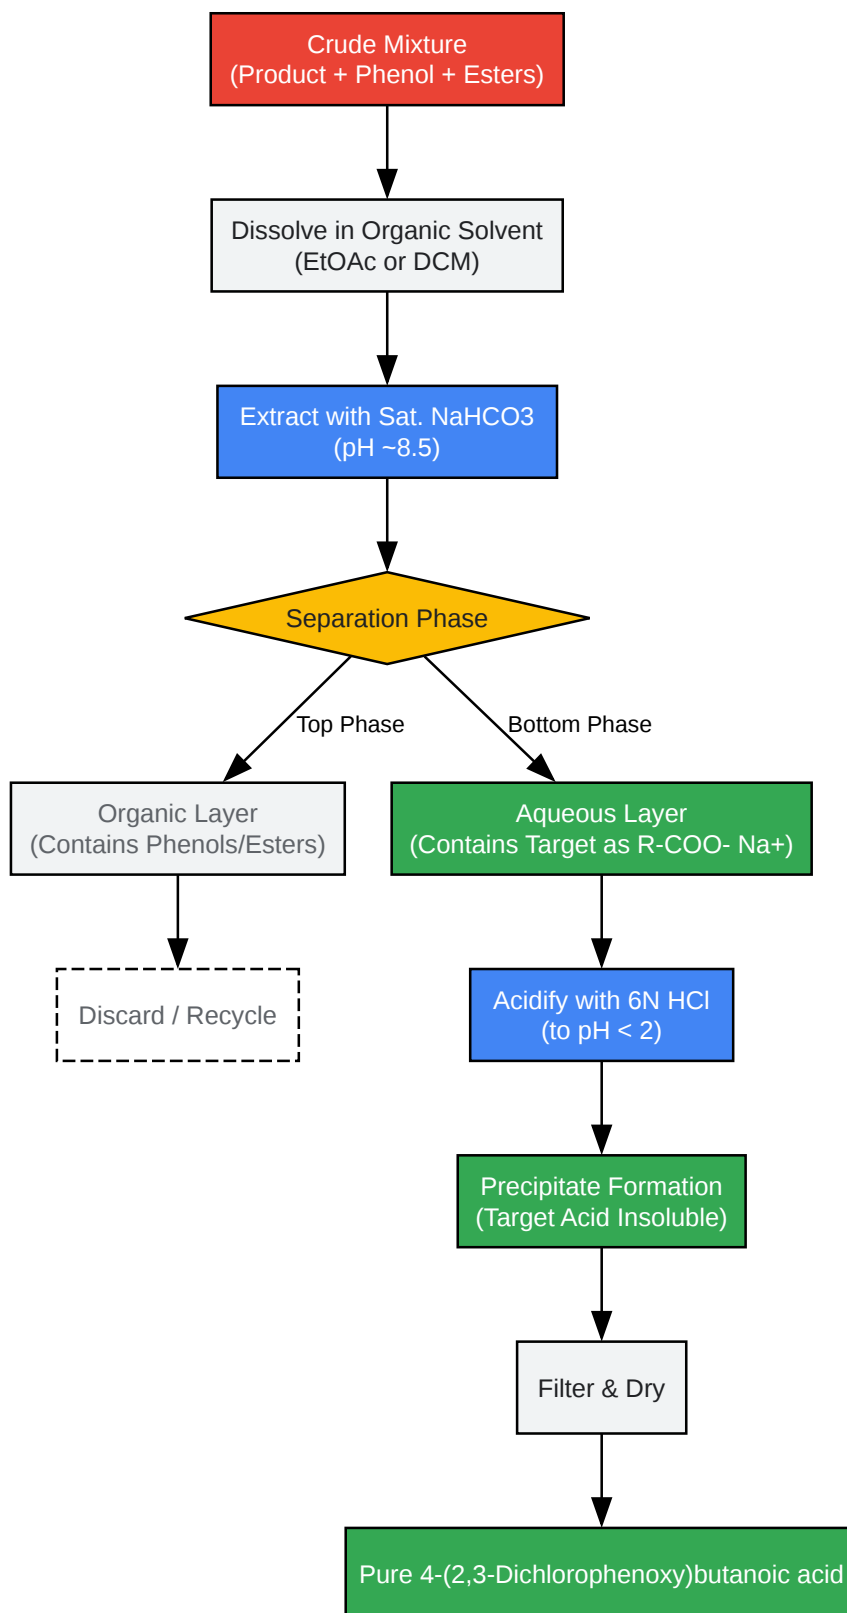 Crude Mixture
(Product + Phenol + Esters)
Dissolve in Organic Solvent
(EtOAc or DCM)
Extract with Sat. NaHCO3
(pH ~8.5)
Separation Phase
Top Phase
Bottom Phase
Organic Layer
(Contains Phenols/Esters)
Aqueous Layer
(Contains Target as R-COO- Na+)
Discard / Recycle
Acidify with 6N HCl
(to pH < 2)
Precipitate Formation
(Target Acid Insoluble)
Filter & Dry
Pure 4-(2,3-Dichlorophenoxy)butanoic acid